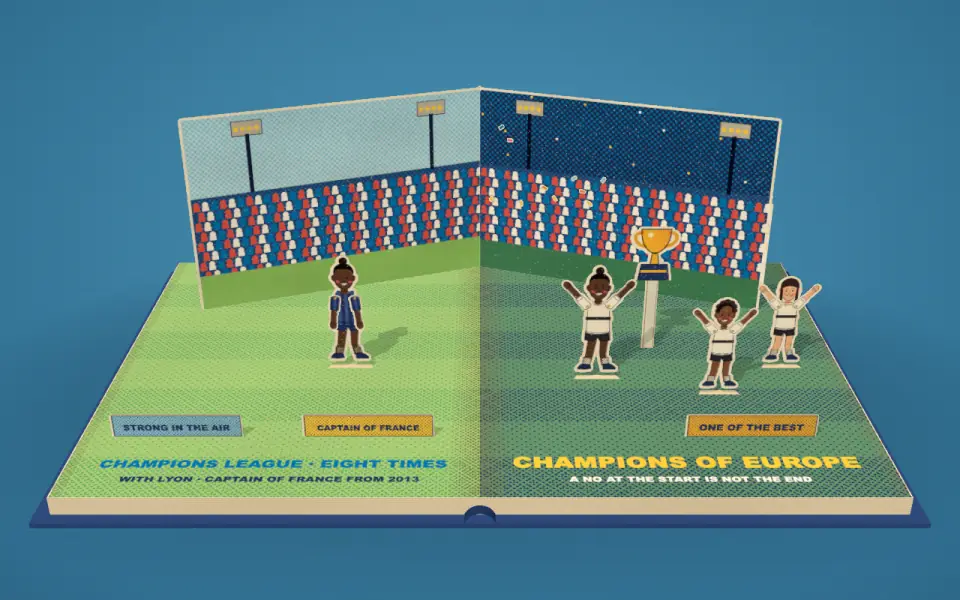 STRONG IN THE AIR
CAPTAIN OF FRANCE
CHAMPIONS LEAGUE · EIGHT TIMES
WITH LYON · CAPTAIN OF FRANCE FROM 2013
ONE OF THE BEST
CHAMPIONS OF EUROPE
A NO AT THE START IS NOT THE END